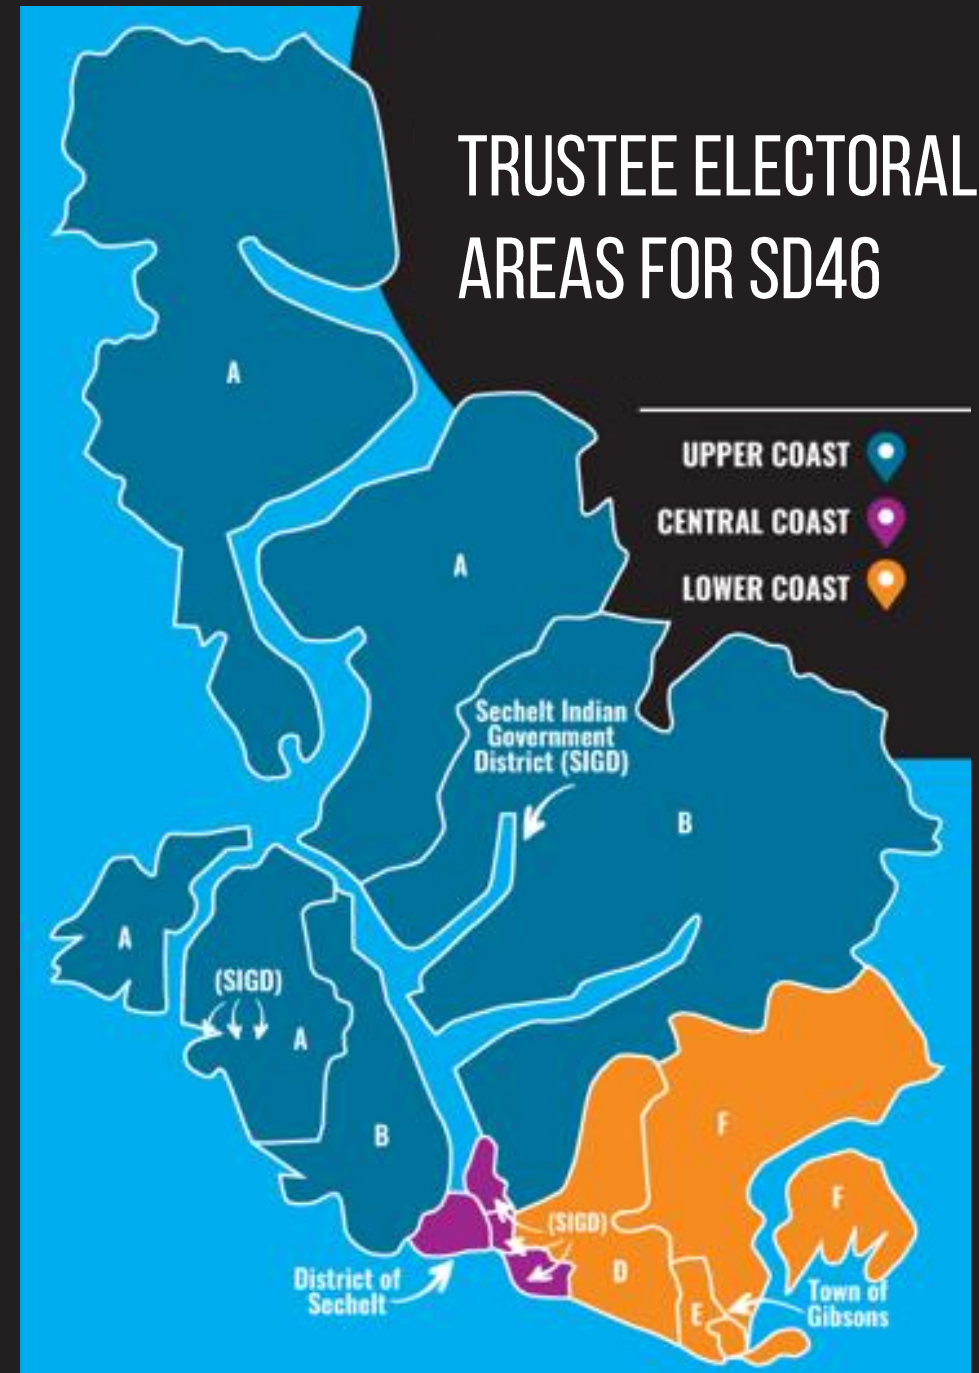 TRUSTEE ELECTORAL
AREAS FOR SD46
UPPER COAST
CENTRAL COAST
LOWER COAST
A
A
Sechelt Indian
Government
District (SIGD)
B
A
(SIGD)
A
B
F
F
(SIGD)
D
E
District of
Sechelt
Town of
Gibsons